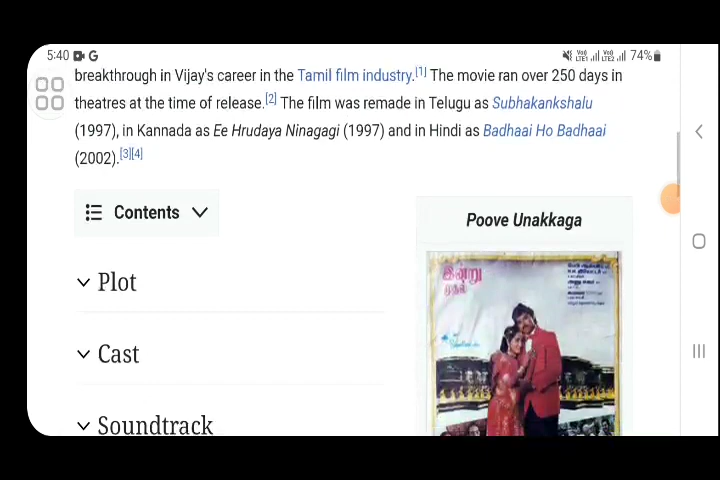 5:40 G 74%
breakthrough in Vijay's career in the Tamil film industry.[1] The movie ran over 250 days in
theatres at the time of release.[2] The film was remade in Telugu as Subhakankshalu
(1997), in Kannada as Ee Hrudaya Ninagagi (1997) and in Hindi as Badhaai Ho Badhaai
(2002).[3][4]
Contents
Poove Unakkaga
இன்று
முதல்
Plot
Cast
Soundtrack